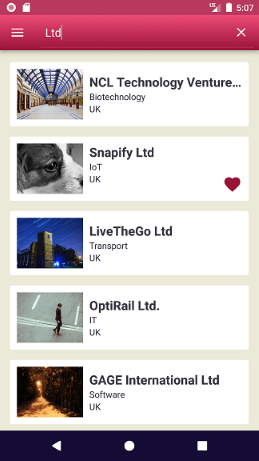 5:07
Ltd
NCL Technology Venture...
Biotechnology
UK
Snapify Ltd
IoT
UK
LiveTheGo Ltd
Transport
UK
OptiRail Ltd.
IT
UK
GAGE International Ltd
Software
UK